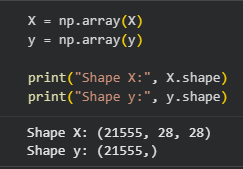 X = np.array(X)
y = np.array(y)
print("Shape X:", X.shape)
print("Shape y:", y.shape)
Shape X: (21555, 28, 28)
Shape y: (21555,)